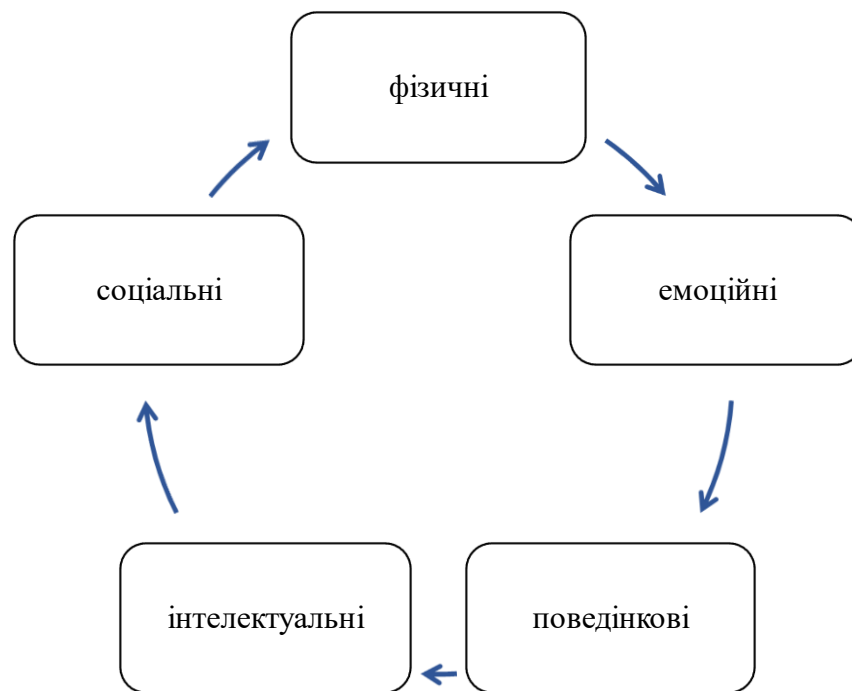 фізичні
соціальні
емоційні
інтелектуальні
поведінкові